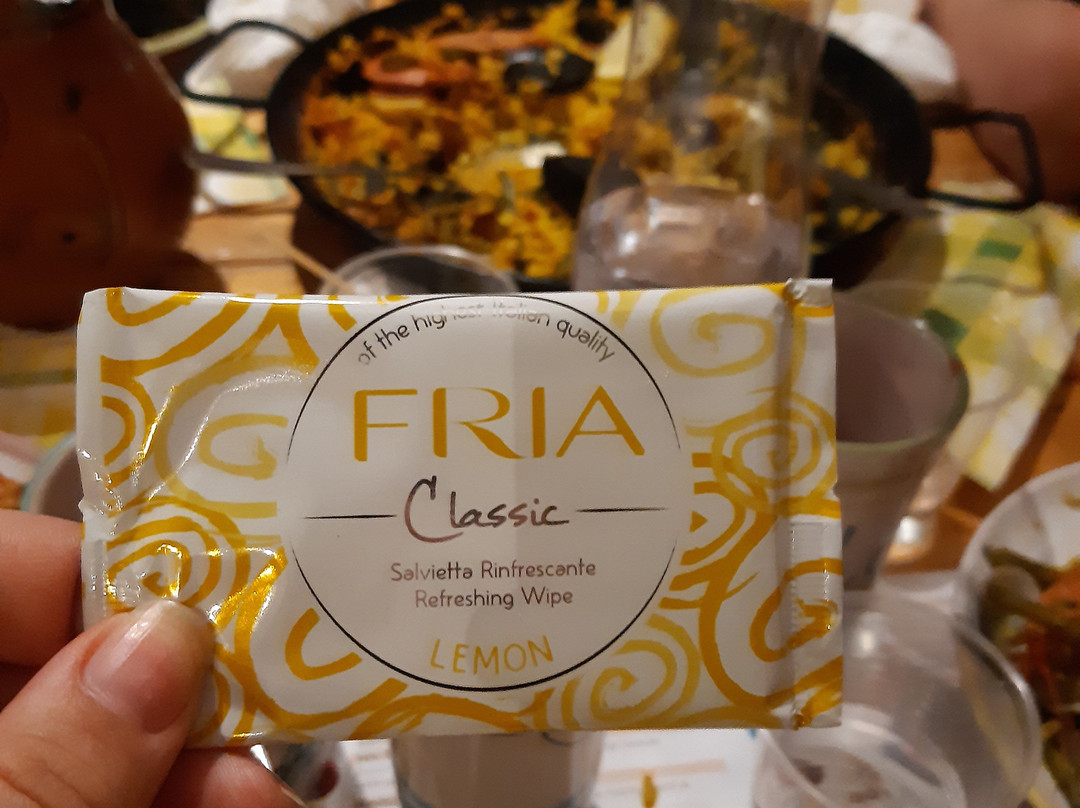 of the highest Italian quality
FRIA
Classic
Salvietta Rinfrescante
Refreshing Wipe
LEMON